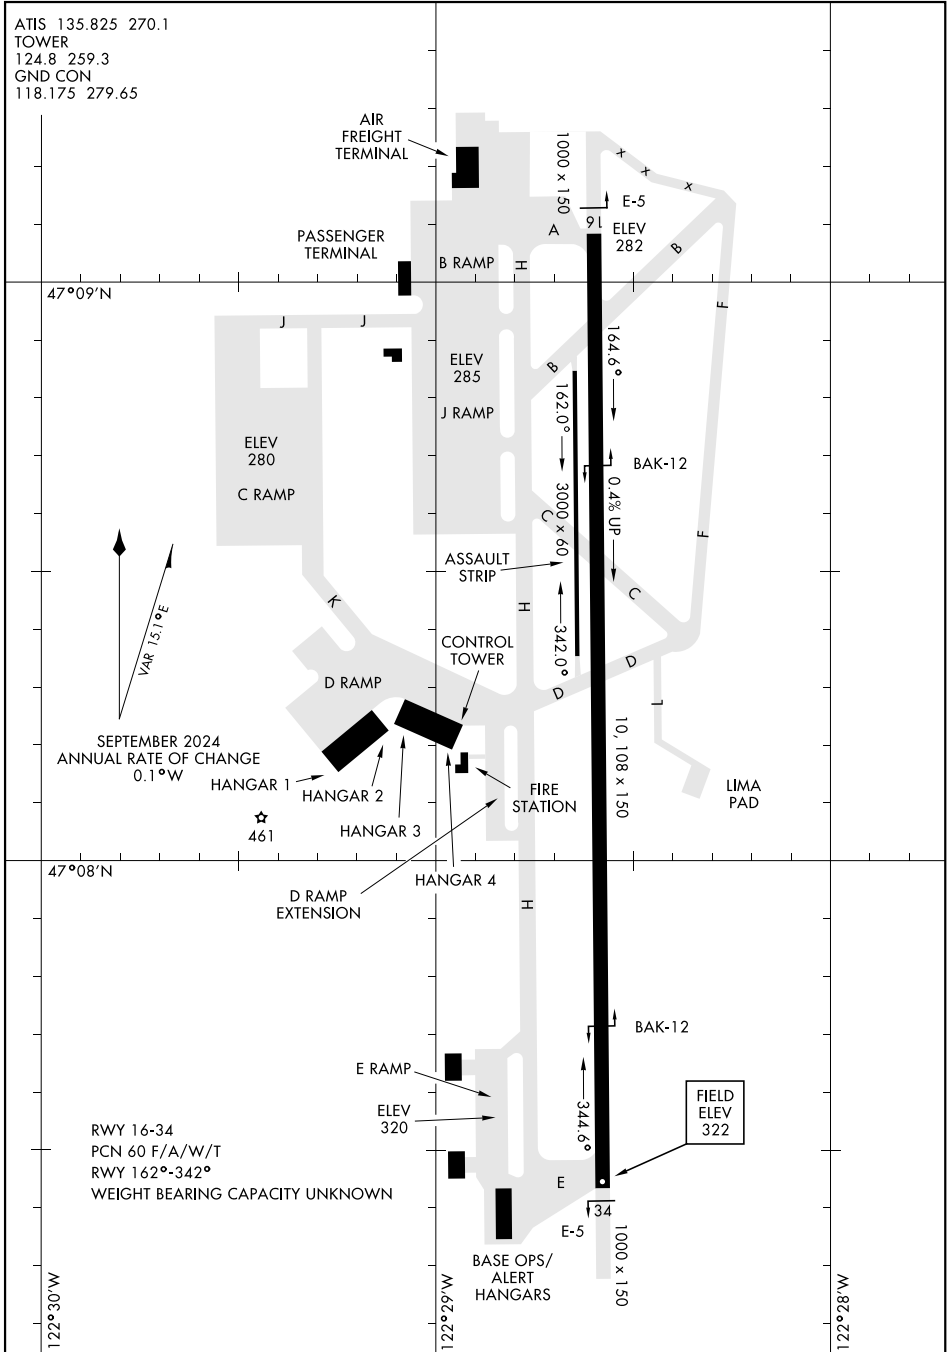 ATIS 135.825 270.1
TOWER
124.8 259.3
GND CON
118.175 279.65
AIR
FREIGHT
TERMINAL
1000 x 150
x
x
x
E-5
16
ELEV
282
A
PASSENGER
TERMINAL
B RAMP
H
B
47°09'N
F
J
J
164.6°
ELEV
285
B
162.0°
J RAMP
ELEV
280
BAK-12
C RAMP
0.4% UP
3000 x 60
C
F
ASSAULT
STRIP
C
K
H
VAR 15.1°E
342.0°
CONTROL
TOWER
D
D RAMP
D
L
SEPTEMBER 2024
ANNUAL RATE OF CHANGE
0.1°W
10, 108 x 150
HANGAR 1
HANGAR 2
FIRE
STATION
LIMA
PAD
HANGAR 3
461
47°08'N
HANGAR 4
D RAMP
EXTENSION
H
BAK-12
E RAMP
344.6°
FIELD
ELEV
322
ELEV
320
RWY 16-34
PCN 60 F/A/W/T
RWY 162°-342°
WEIGHT BEARING CAPACITY UNKNOWN
E
34
E-5
1000 x 150
BASE OPS/
ALERT
HANGARS
122°30'W
122°29'W
122°28'W